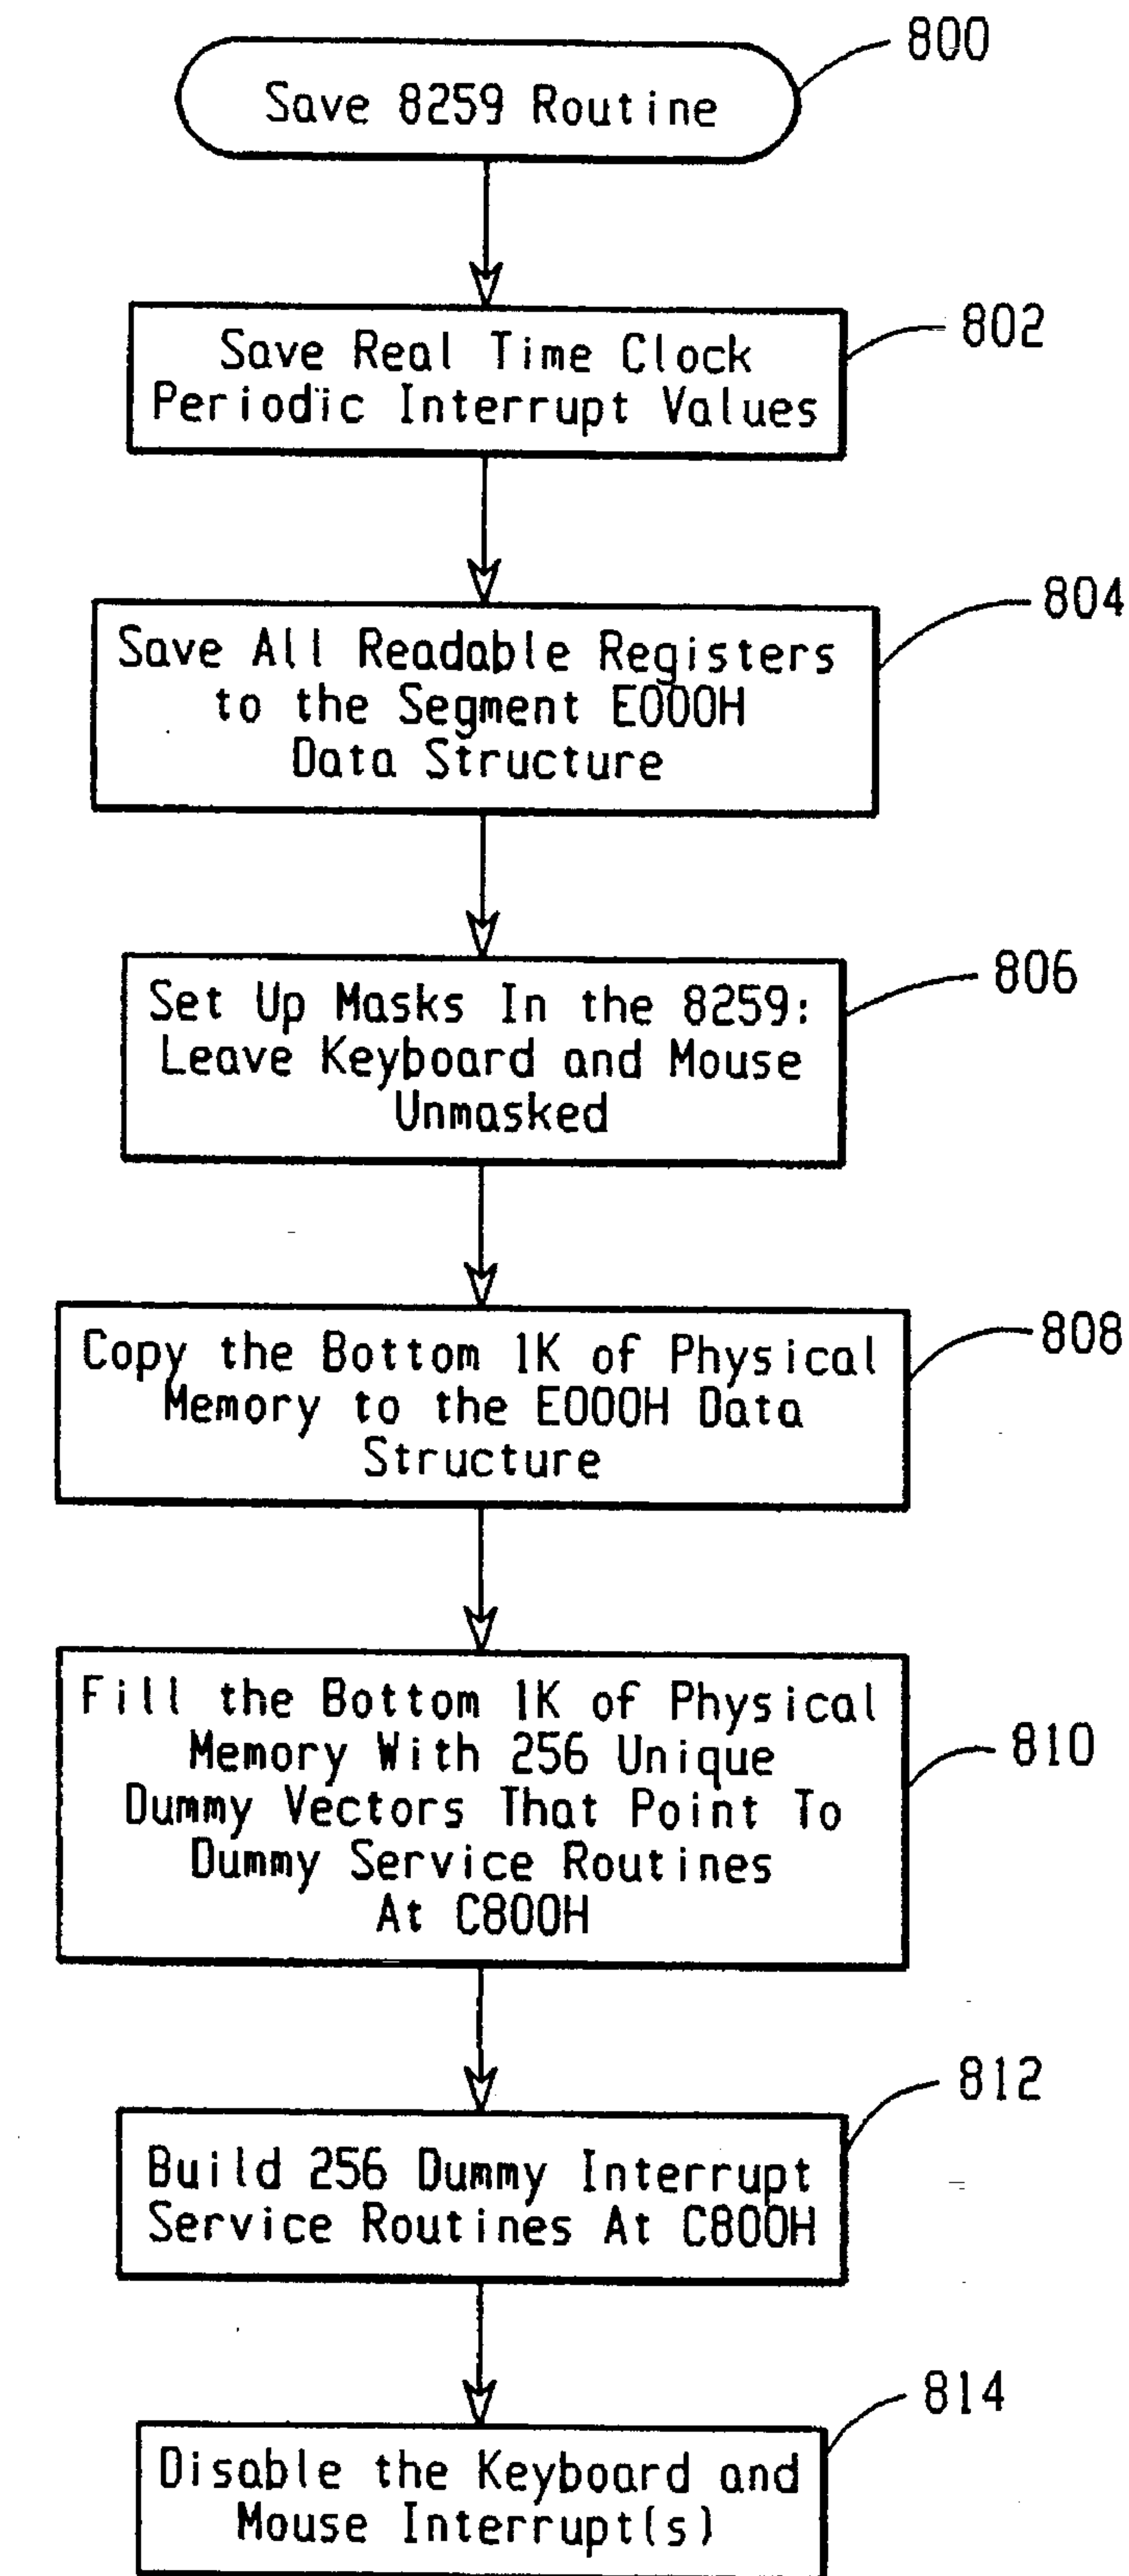 800
Save 8259 Routine
802
Save Real Time Clock
Periodic Interrupt Values
804
Save All Readable Registers
to the Segment E000H
Data Structure
806
Set Up Masks In the 8259:
Leave Keyboard and Mouse
Unmasked
808
Copy the Bottom 1K of Physical
Memory to the E000H Data
Structure
810
Fill the Bottom 1K of Physical
Memory With 256 Unique
Dummy Vectors That Point To
Dummy Service Routines
At C800H
812
Build 256 Dummy Interrupt
Service Routines At C800H
814
Disable the Keyboard and
Mouse Interrupt(s)